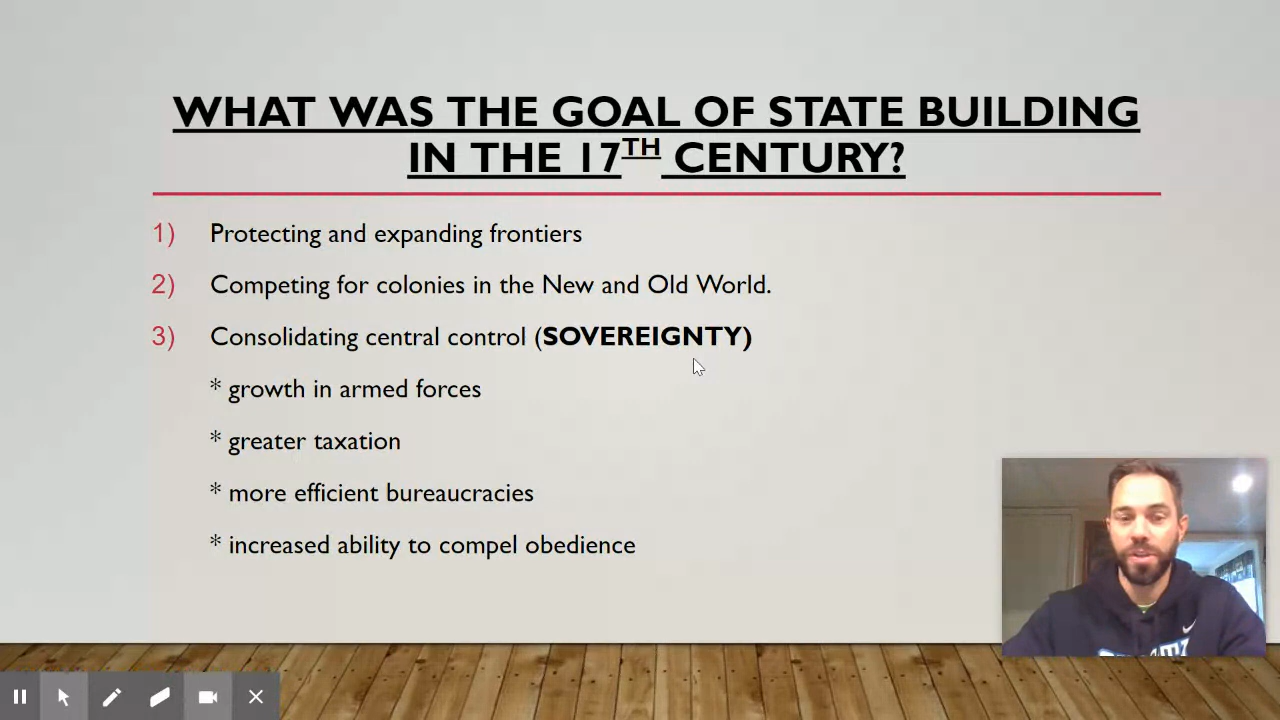 WHAT WAS THE GOAL OF STATE BUILDING
IN THE 17TH CENTURY?
1) Protecting and expanding frontiers
2) Competing for colonies in the New and Old World.
3) Consolidating central control (SOVEREIGNTY)
* growth in armed forces
* greater taxation
* more efficient bureaucracies
* increased ability to compel obedience